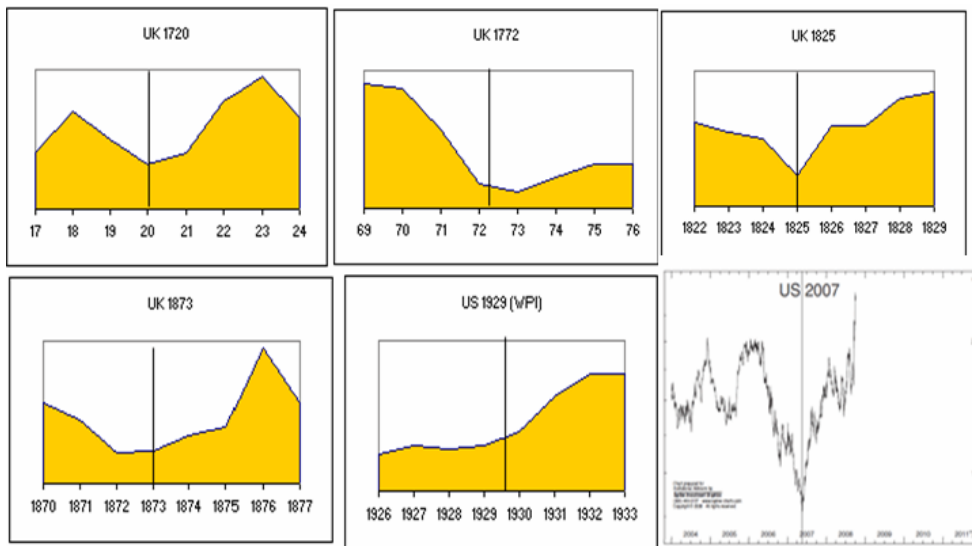 UK 1720
17 18 19 20 21 22 23 24
UK 1772
69 70 71 72 73 74 75 76
UK 1825
1822 1823 1824 1825 1826 1827 1828 1829
UK 1873
1870 1871 1872 1873 1874 1875 1876 1877
US 1929 (WPI)
1926 1927 1928 1929 1930 1931 1932 1933
US 2007
2004 2005 2006 2007 2008 2009 2010 2011